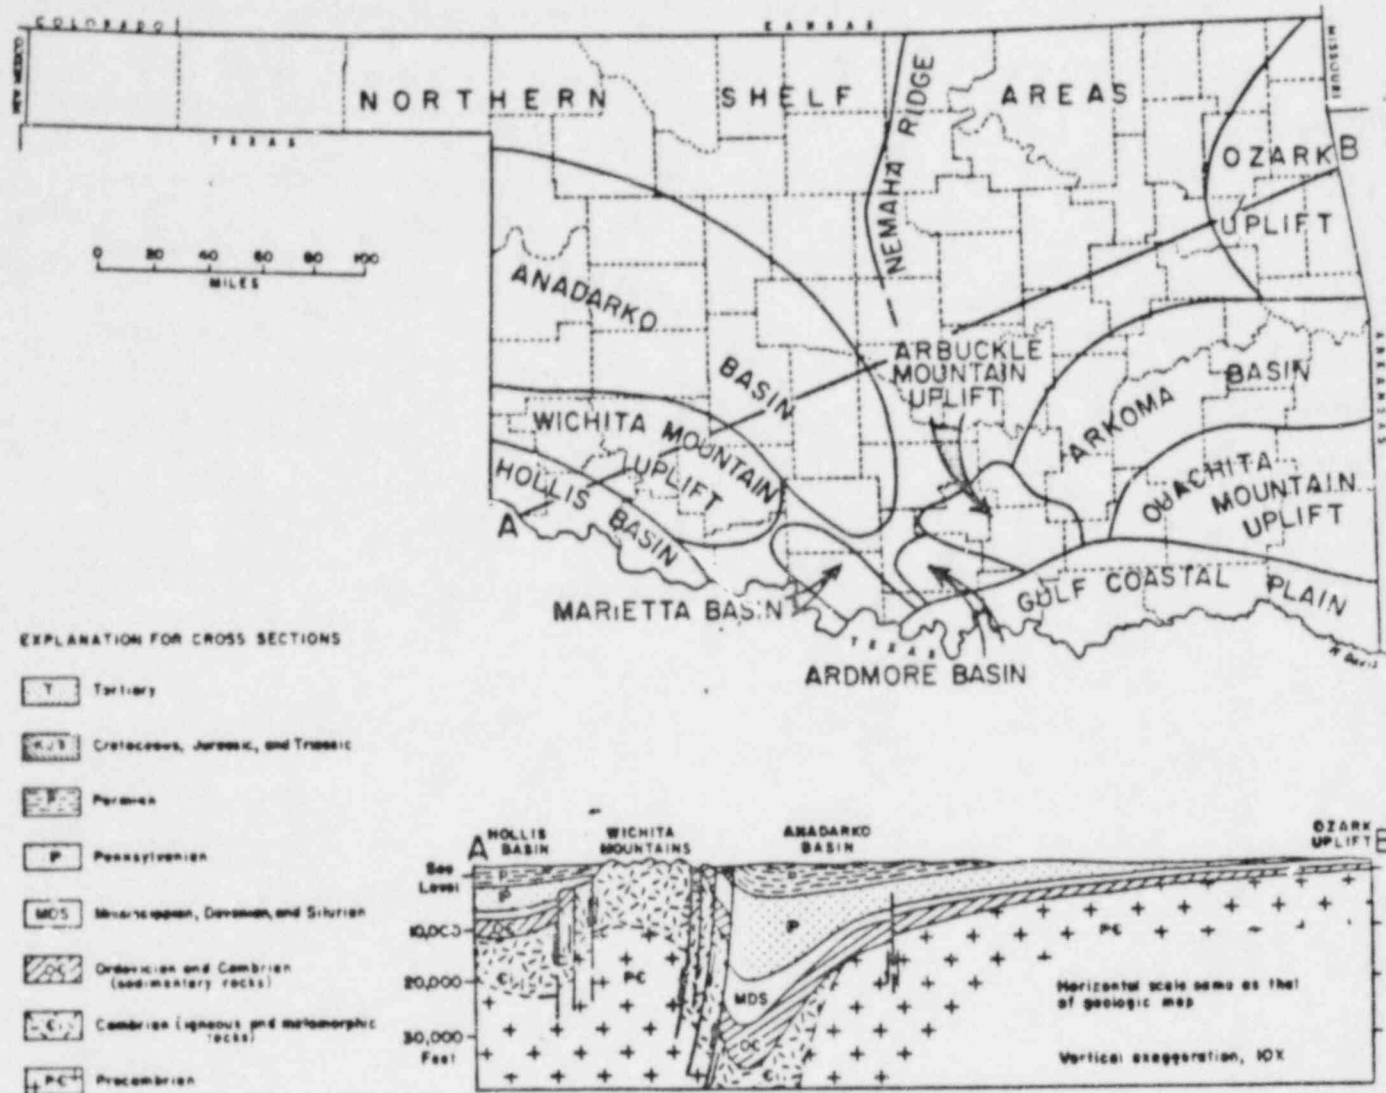 COLORADO
KANSAS
NEW MEXICO
MISSOURI
NORTHERN SHELF AREAS
NEMAHA RIDGE
TEXAS
OZARK B
UPLIFT
0 20 40 60 80 100
MILES
ANADARKO
BASIN
ARBUCKLE
MOUNTAIN
UPLIFT
ARKOMA BASIN
ARKANSAS
WICHITA MOUNTAIN
UPLIFT
HOLLIS BASIN
A
OUACHITA
MOUNTAIN
UPLIFT
GULF COASTAL PLAIN
MARIETTA BASIN
TEXAS
ARDMORE BASIN
EXPLANATION FOR CROSS SECTIONS
T Tertiary
Cretaceous, Jurassic, and Triassic
P Permian
P Pennsylvanian
MDS Mississippian, Devonian, and Silurian
O€ Ordovician and Cambrian
(sedimentary rocks)
€ Cambrian (igneous and metamorphic
rocks)
P€ Precambrian
A HOLLIS
BASIN
WICHITA
MOUNTAINS
ANADARKO
BASIN
OZARK
UPLIFT B
Sea
Level
10,000
20,000
30,000
Feet
P
P
O€
€
P€
P
P
MDS
O€
€
P€
Horizontal scale same as that
of geologic map
Vertical exaggeration, 10X